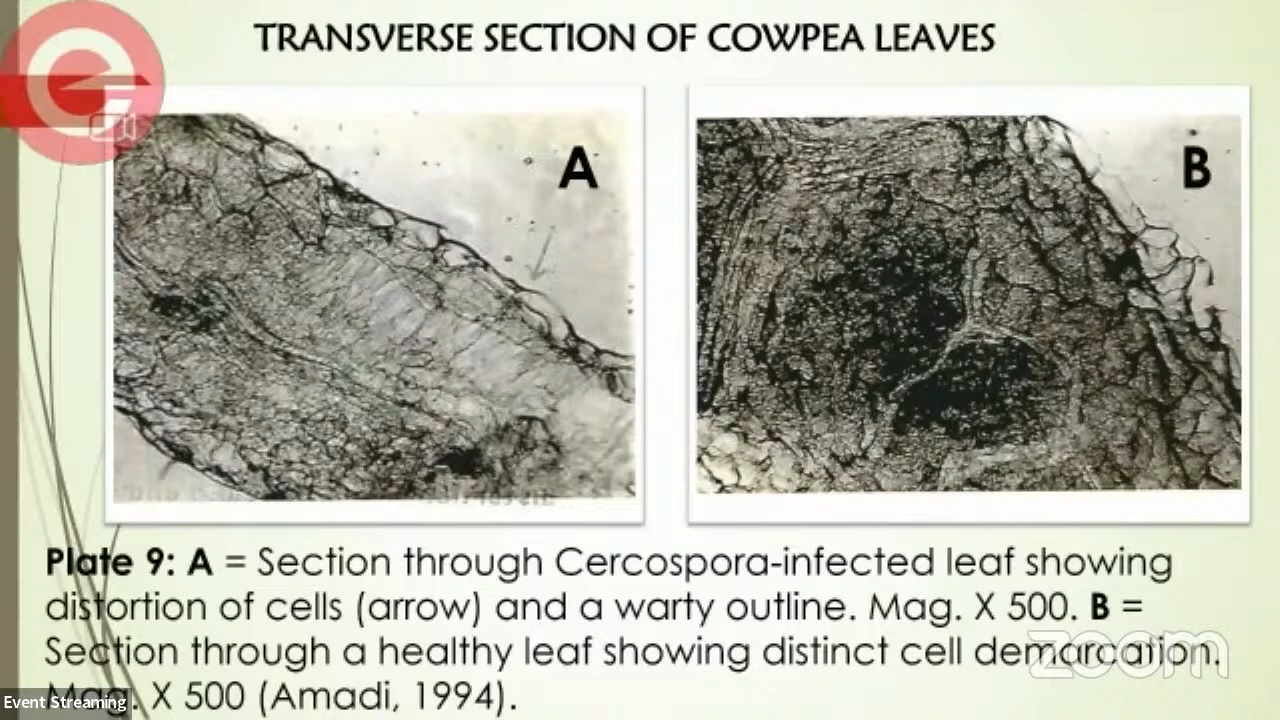 TRANSVERSE SECTION OF COWPEA LEAVES
A
B
Plate 9: A = Section through Cercospora-infected leaf showing
distortion of cells (arrow) and a warty outline. Mag. X 500. B =
Section through a healthy leaf showing distinct cell demarcation.
Mag. X 500 (Amadi, 1994).
zoom
Event Streaming